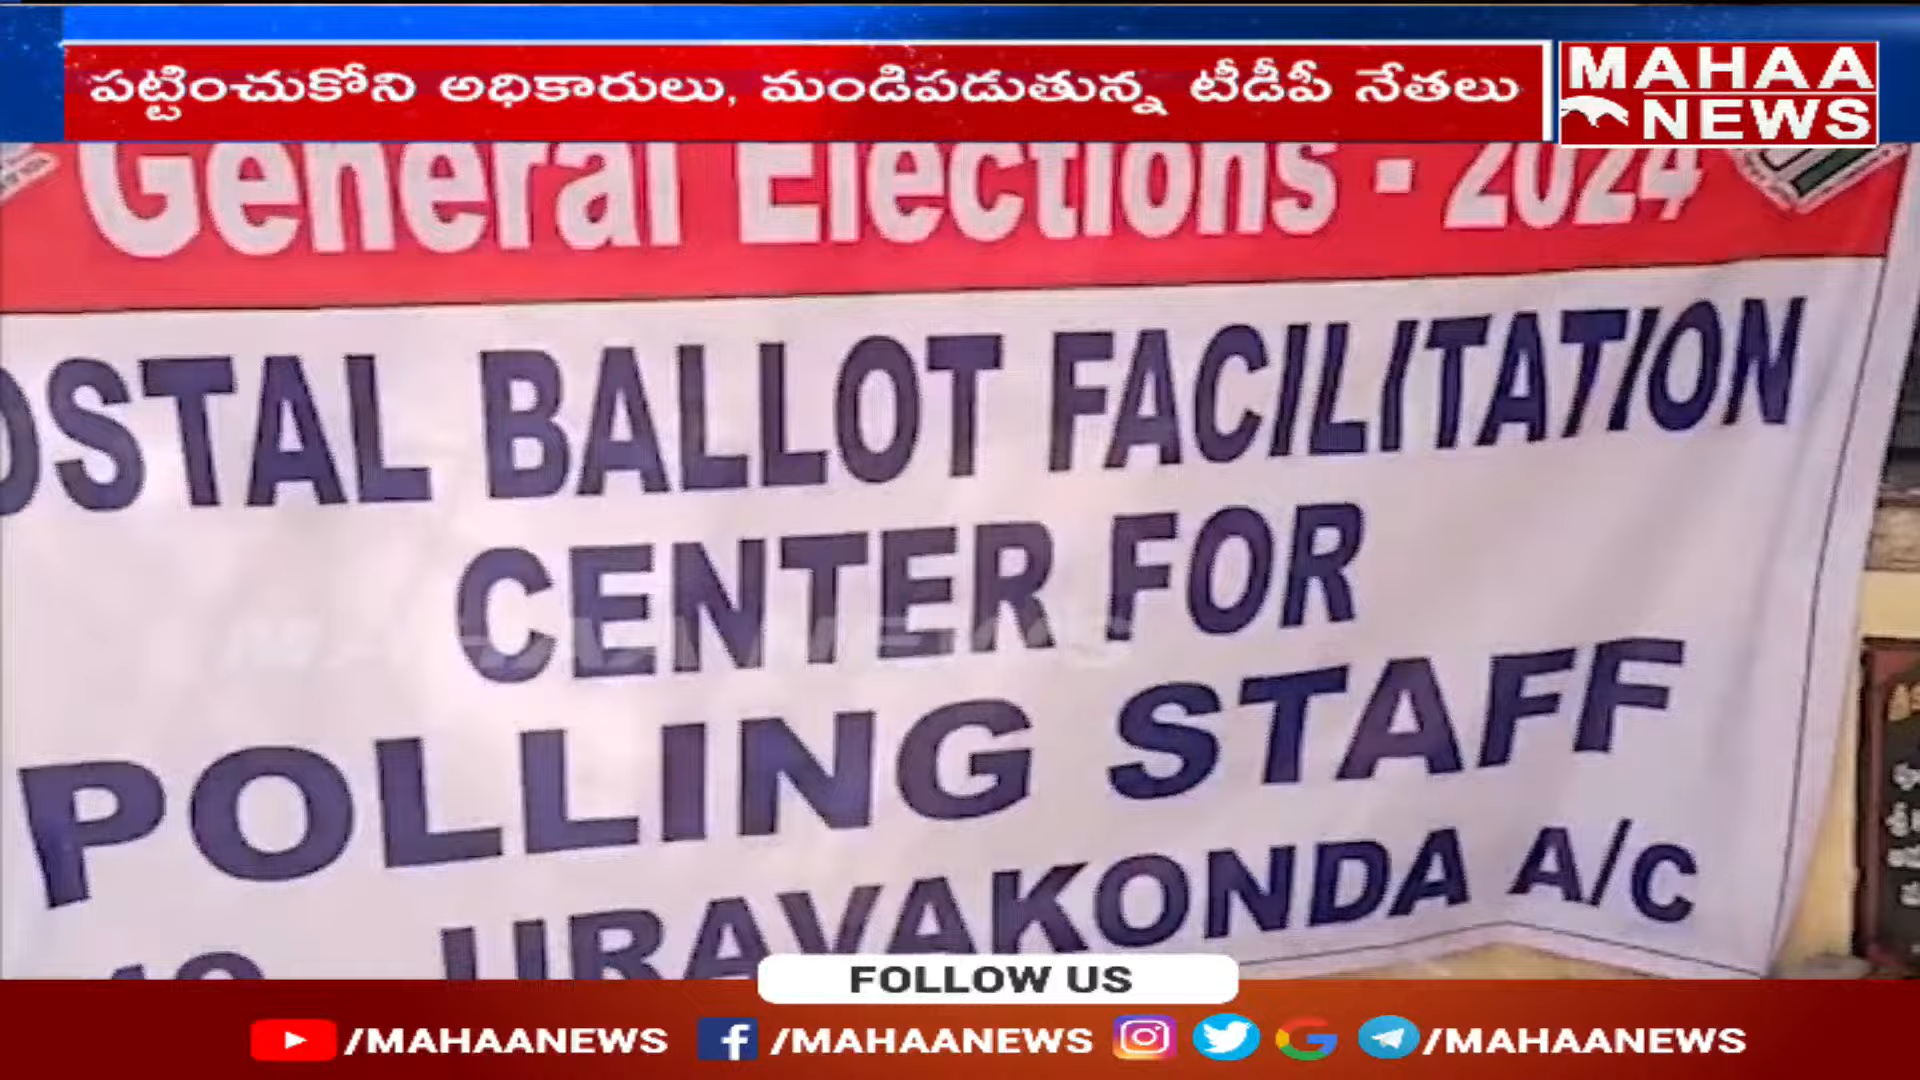 పట్టించుకోని అధికారులు, మండిపడుతున్న టీడీపీ నేతలు
MAHAA
NEWS
General Elections - 2024
OSTAL BALLOT FACILITATION
CENTER FOR
POLLING STAFF
URAVAKONDA A/C
FOLLOW US
/MAHAANEWS /MAHAANEWS /MAHAANEWS